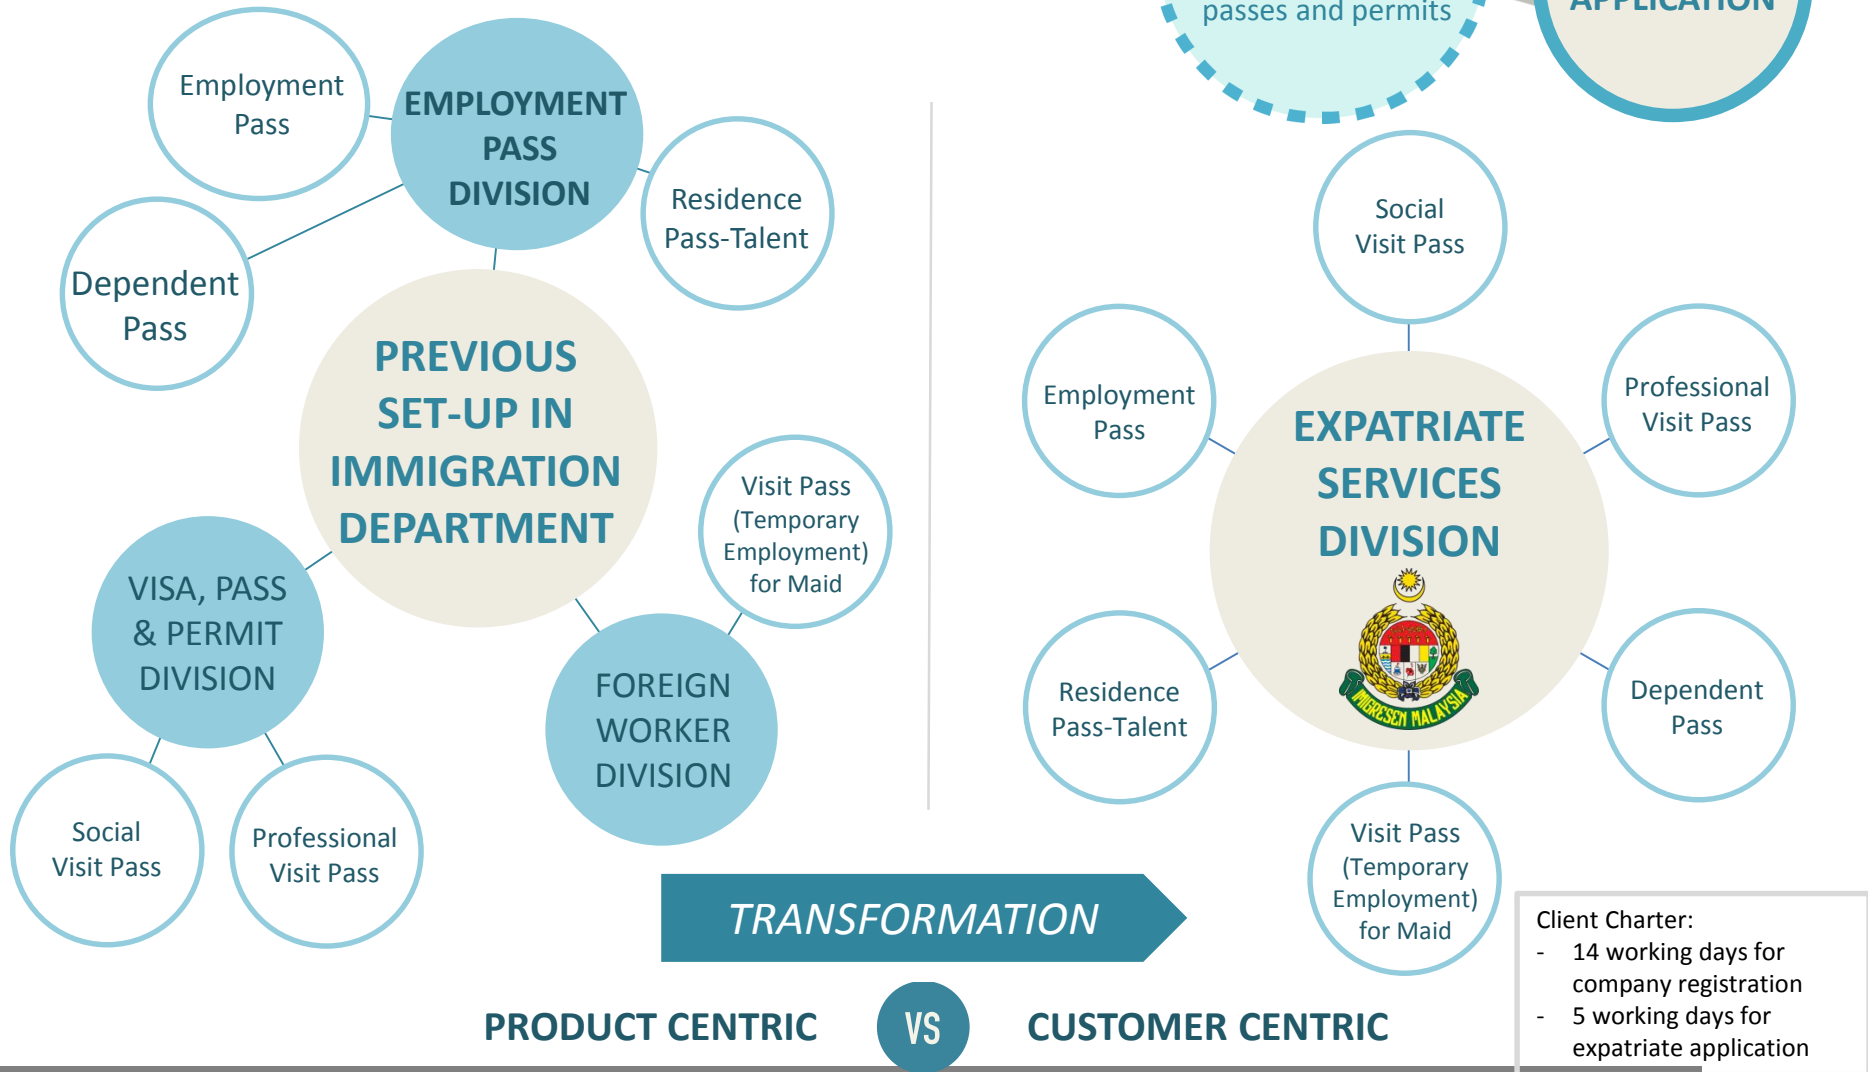 passes and permits
APPLICATION
Employment
Pass
EMPLOYMENT
PASS
DIVISION
Residence
Pass-Talent
Dependent
Pass
PREVIOUS
SET-UP IN
IMMIGRATION
DEPARTMENT
Visit Pass
(Temporary
Employment)
for Maid
VISA, PASS
& PERMIT
DIVISION
FOREIGN
WORKER
DIVISION
Social
Visit Pass
Professional
Visit Pass
Social
Visit Pass
Employment
Pass
Professional
Visit Pass
EXPATRIATE
SERVICES
DIVISION
IMIGRESEN MALAYSIA
Residence
Pass-Talent
Dependent
Pass
Visit Pass
(Temporary
Employment)
for Maid
TRANSFORMATION
PRODUCT CENTRIC
VS
CUSTOMER CENTRIC
Client Charter:
- 14 working days for
company registration
- 5 working days for
expatriate application